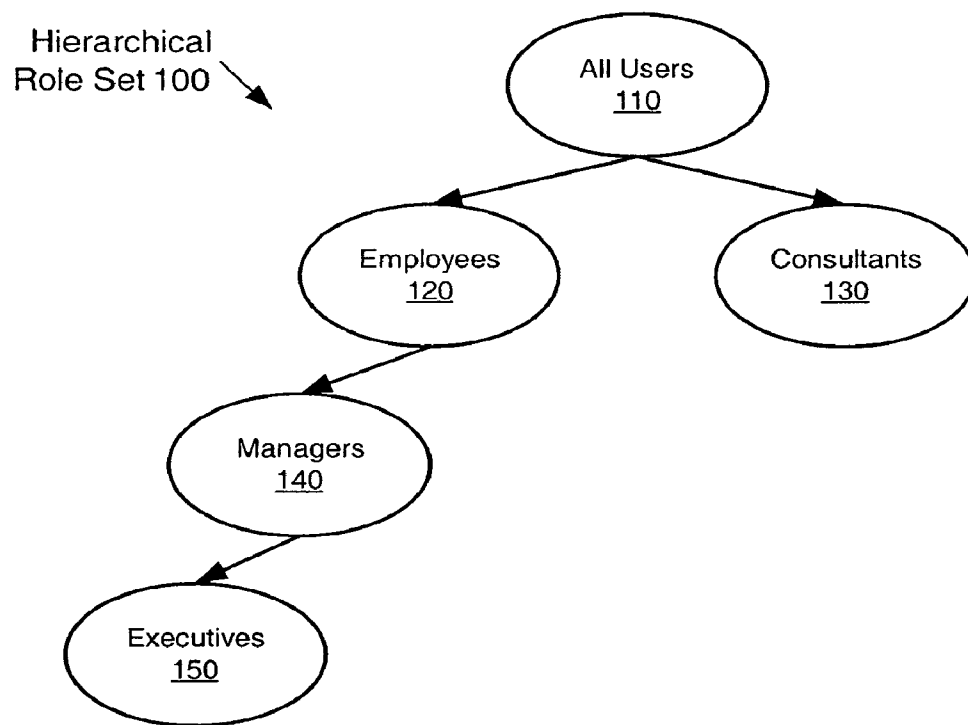 Hierarchical
Role Set 100
All Users
110
Employees
120
Consultants
130
Managers
140
Executives
150